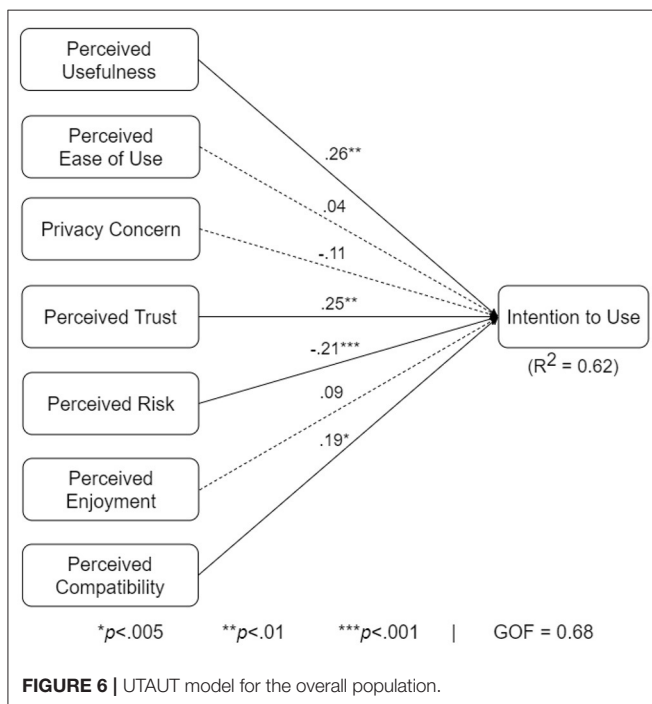 Perceived
Usefulness
.26**
Perceived
Ease of Use
.04
Privacy Concern
-.11
Perceived Trust
.25**
Intention to Use
(R² = 0.62)
-.21***
Perceived Risk
.09
Perceived
Enjoyment
.19*
Perceived
Compatibility
*p<.005 **p<.01 ***p<.001 | GOF = 0.68
FIGURE 6 | UTAUT model for the overall population.